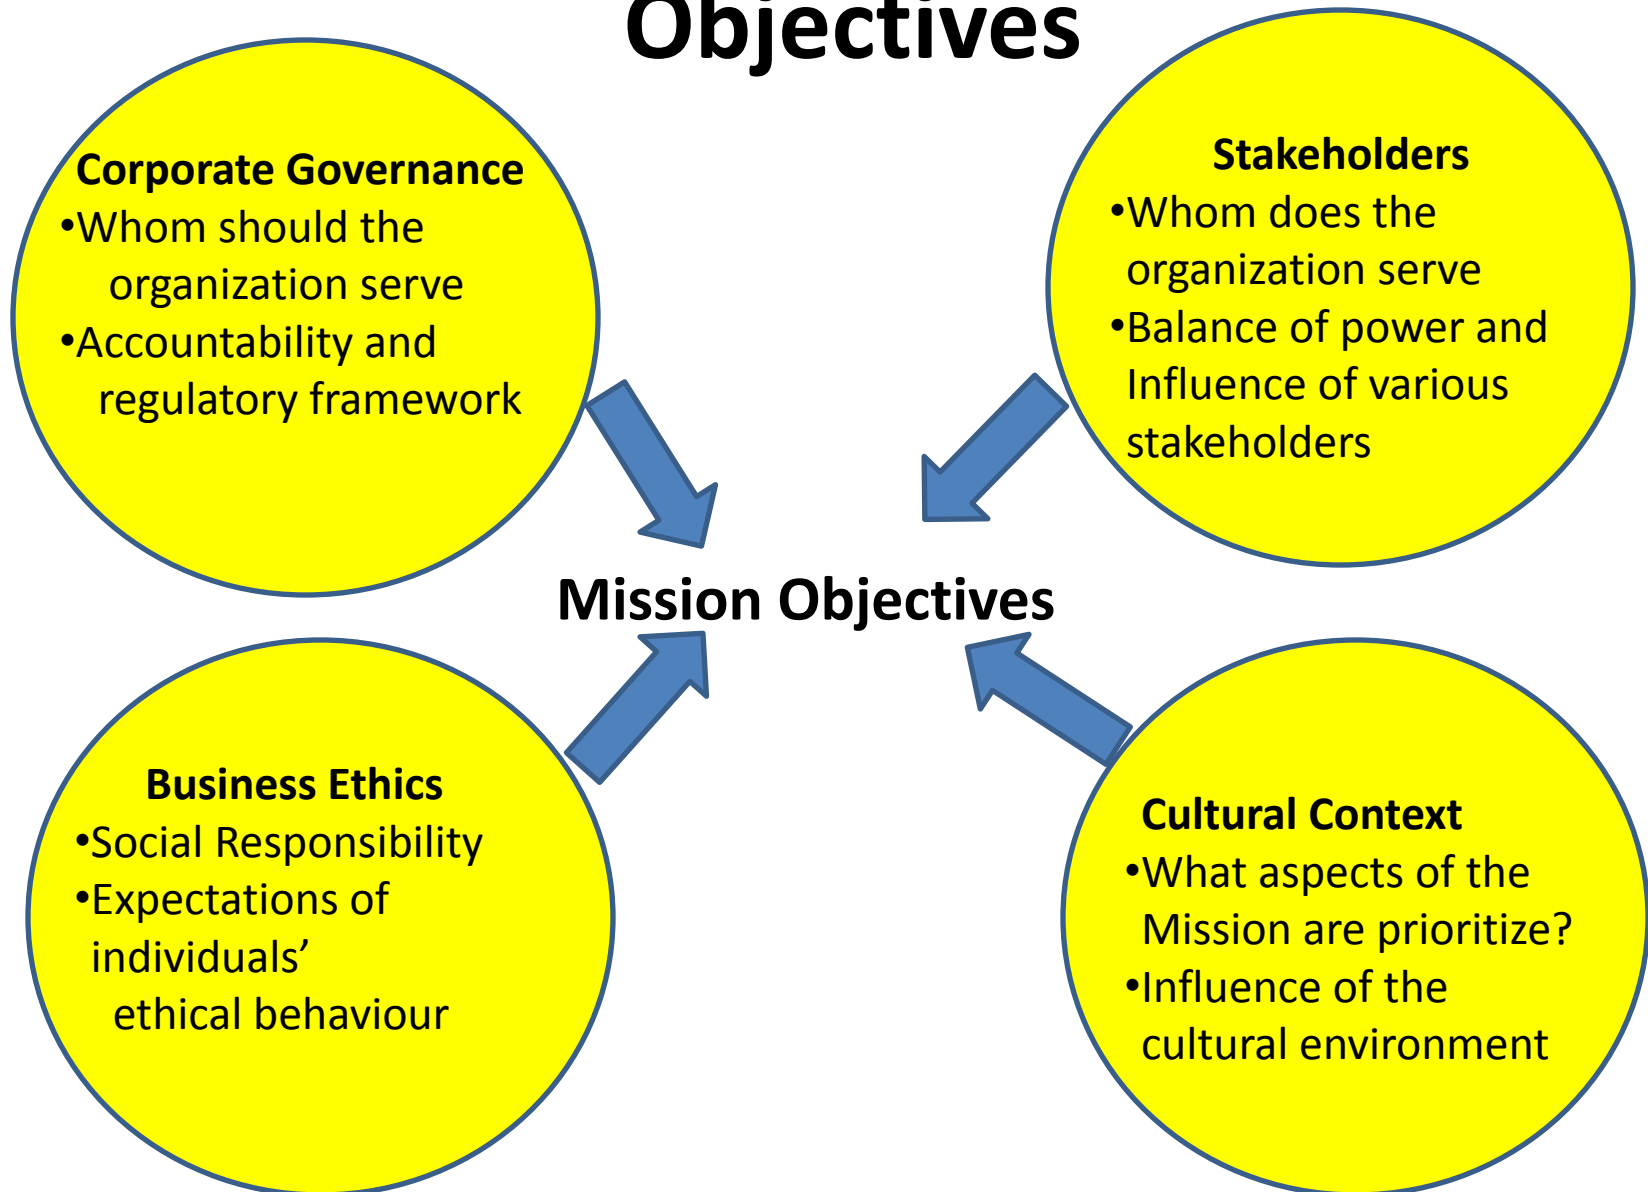 Objectives
Corporate Governance
•Whom should the
organization serve
•Accountability and
regulatory framework
Stakeholders
•Whom does the
organization serve
•Balance of power and
Influence of various
stakeholders
Mission Objectives
Business Ethics
•Social Responsibility
•Expectations of
individuals’
ethical behaviour
Cultural Context
•What aspects of the
Mission are prioritize?
•Influence of the
cultural environment